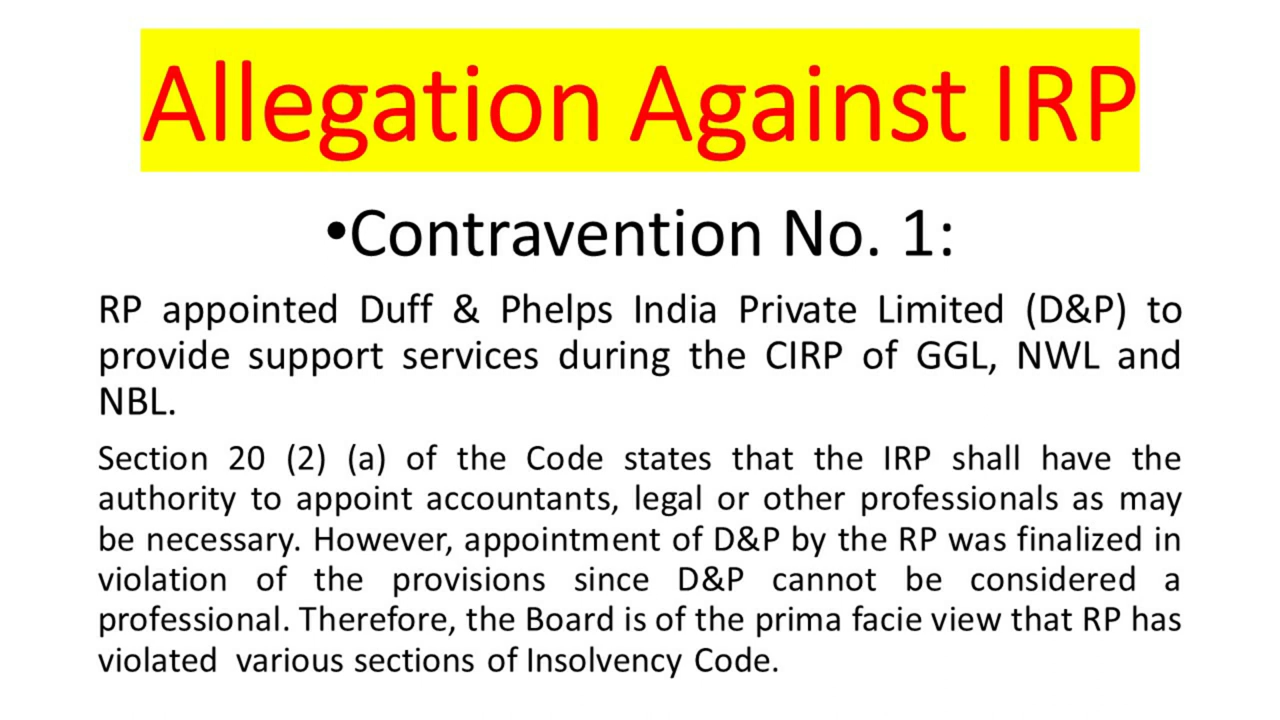 Allegation Against IRP
•Contravention No. 1:
RP appointed Duff & Phelps India Private Limited (D&P) to
provide support services during the CIRP of GGL, NWL and
NBL.
Section 20 (2) (a) of the Code states that the IRP shall have the
authority to appoint accountants, legal or other professionals as may
be necessary. However, appointment of D&P by the RP was finalized in
violation of the provisions since D&P cannot be considered a
professional. Therefore, the Board is of the prima facie view that RP has
violated various sections of Insolvency Code.